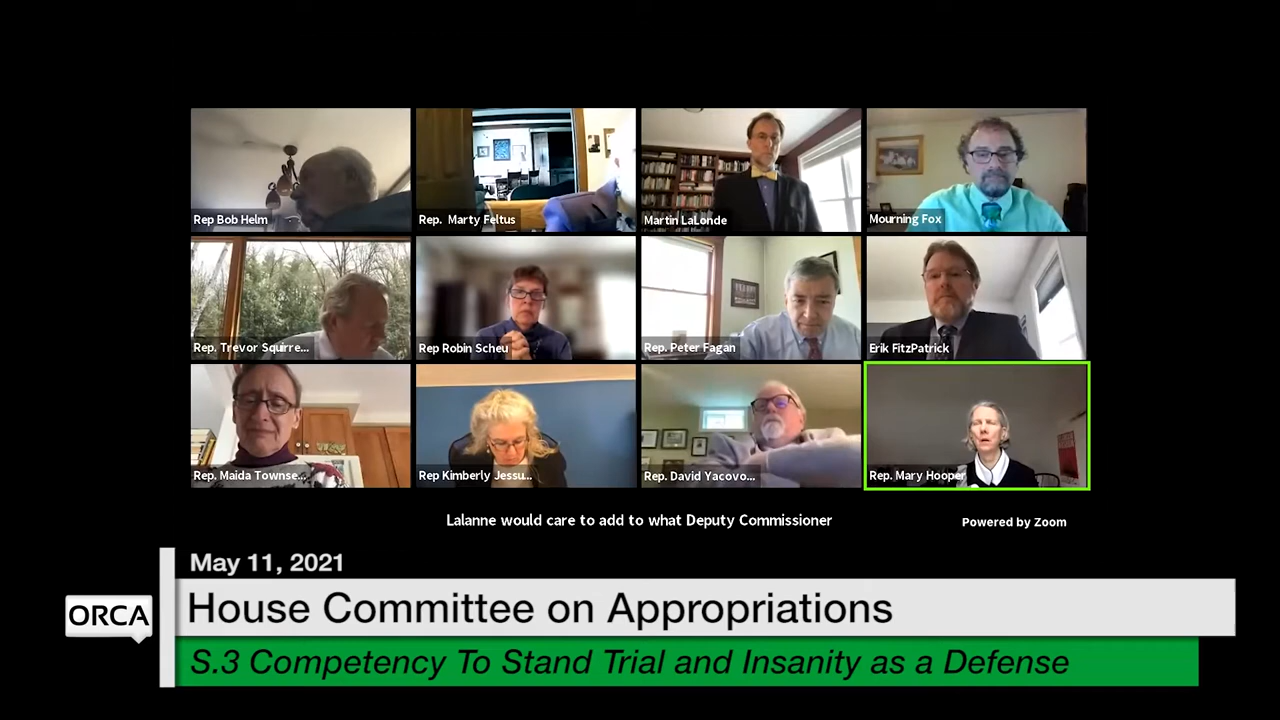 Rep Bob Helm
Rep. Marty Feltus
Martin LaLonde
Mourning Fox
Rep. Trevor Squirre...
Rep Robin Scheu
Rep. Peter Fagan
Erik FitzPatrick
Rep. Maida Townse...
Rep Kimberly Jessu...
Rep. David Yacovo...
Rep. Mary Hooper
Lalanne would care to add to what Deputy Commissioner
Powered by Zoom
May 11, 2021
House Committee on Appropriations
ORCA
S.3 Competency To Stand Trial and Insanity as a Defense